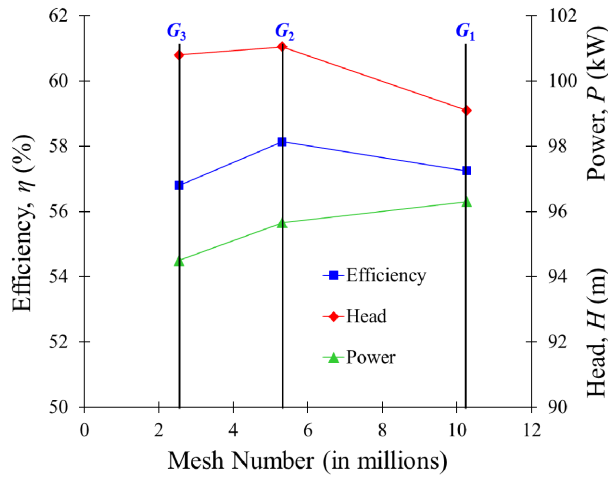 62
60
58
56
54
52
50
Efficiency, η (%)
G3
G2
G1
102
100
98
96
94
92
90
Power, P (kW)
Head, H (m)
Efficiency
Head
Power
0
2
4
6
8
10
12
Mesh Number (in millions)